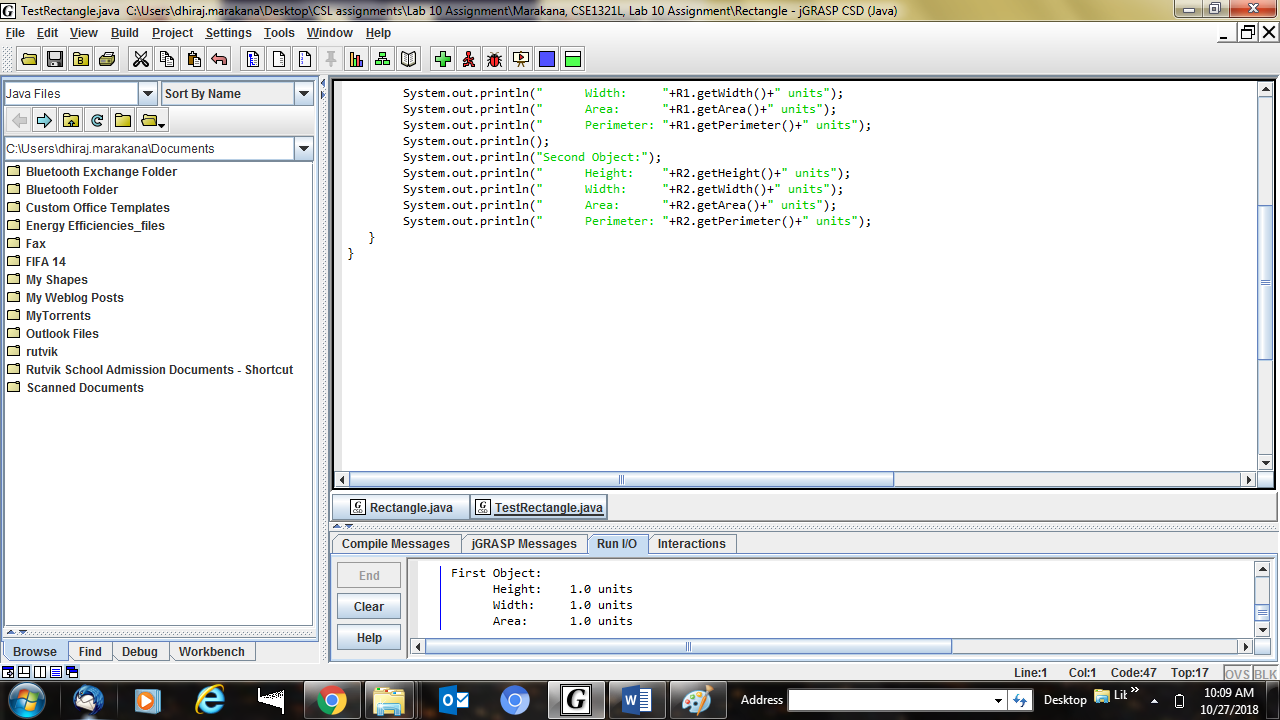 TestRectangle.java  C:\Users\dhiraj.marakana\Desktop\CSL assignments\Lab 10 Assignment\Marakana, CSE1321L, Lab 10 Assignment\Rectangle - jGRASP CSD (Java)
File Edit View Build Project Settings Tools Window Help
Java Files
Sort By Name
C:\Users\dhiraj.marakana\Documents
Bluetooth Exchange Folder
Bluetooth Folder
Custom Office Templates
Energy Efficiencies_files
Fax
FIFA 14
My Shapes
My Weblog Posts
MyTorrents
Outlook Files
rutvik
Rutvik School Admission Documents - Shortcut
Scanned Documents
Browse Find Debug Workbench
System.out.println("      Width:     "+R1.getWidth()+" units");
System.out.println("      Area:      "+R1.getArea()+" units");
System.out.println("      Perimeter: "+R1.getPerimeter()+" units");
System.out.println();
System.out.println("Second Object:");
System.out.println("      Height:    "+R2.getHeight()+" units");
System.out.println("      Width:     "+R2.getWidth()+" units");
System.out.println("      Area:      "+R2.getArea()+" units");
System.out.println("      Perimeter: "+R2.getPerimeter()+" units");
}
}
Rectangle.java TestRectangle.java
Compile Messages jGRASP Messages Run I/O Interactions
End
Clear
Help
First Object:
Height:    1.0 units
Width:     1.0 units
Area:      1.0 units
Line:1 Col:1 Code:47 Top:17 OVS BLK
Address Desktop Lib »
10:09 AM
10/27/2018